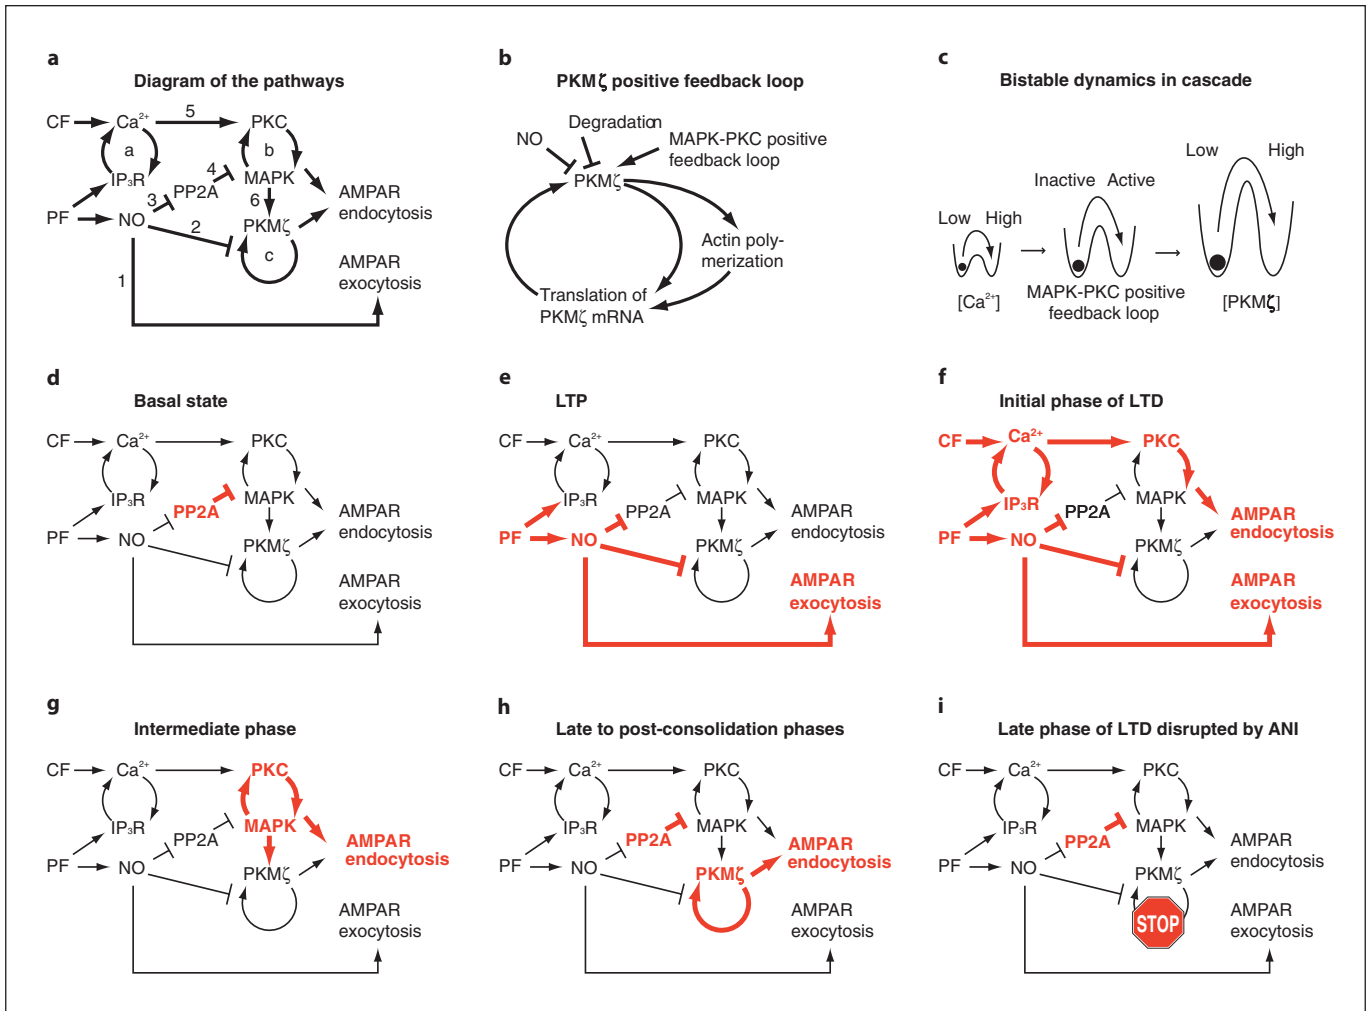 a
Diagram of the pathways
CF
Ca²⁺
5
PKC
a
b
4
IP₃R
PP2A
MAPK
3
6
AMPAR
endocytosis
PF
NO
2
PKMζ
c
1
AMPAR
exocytosis
b
PKMζ positive feedback loop
Degradation
NO
MAPK-PKC positive
feedback loop
PKMζ
Actin poly-
merization
Translation of
PKMζ mRNA
c
Bistable dynamics in cascade
Low High
Inactive Active
Low High
[Ca²⁺]
MAPK-PKC positive
feedback loop
[PKMζ]
d
Basal state
CF
Ca²⁺
PKC
IP₃R
PP2A
MAPK
AMPAR
endocytosis
PF
NO
PKMζ
AMPAR
exocytosis
e
LTP
CF
Ca²⁺
PKC
IP₃R
PP2A
MAPK
AMPAR
endocytosis
PF
NO
PKMζ
AMPAR
exocytosis
f
Initial phase of LTD
CF
Ca²⁺
PKC
IP₃R
PP2A
MAPK
AMPAR
endocytosis
PF
NO
PKMζ
AMPAR
exocytosis
g
Intermediate phase
CF
Ca²⁺
PKC
IP₃R
PP2A
MAPK
AMPAR
endocytosis
PF
NO
PKMζ
AMPAR
exocytosis
h
Late to post-consolidation phases
CF
Ca²⁺
PKC
IP₃R
PP2A
MAPK
AMPAR
endocytosis
PF
NO
PKMζ
AMPAR
exocytosis
i
Late phase of LTD disrupted by ANI
CF
Ca²⁺
PKC
IP₃R
PP2A
MAPK
AMPAR
endocytosis
PF
NO
PKMζ
STOP
AMPAR
exocytosis